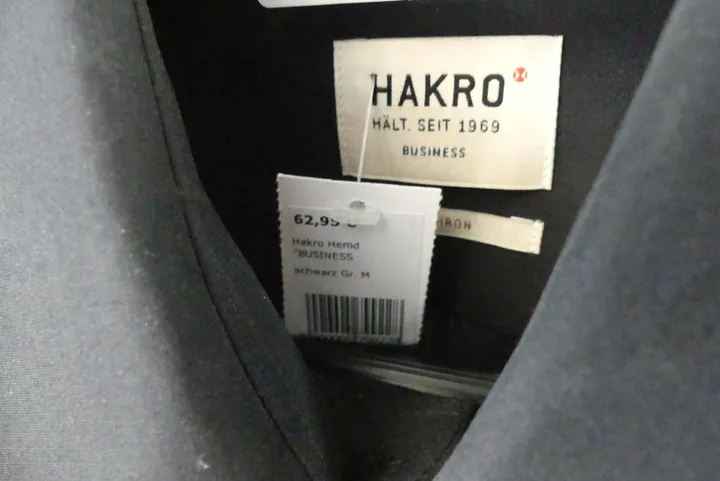 HAKRO
HÄLT. SEIT 1969
BUSINESS
62,95 €
Hakro Hemd
"BUSINESS
schwarz Gr. M